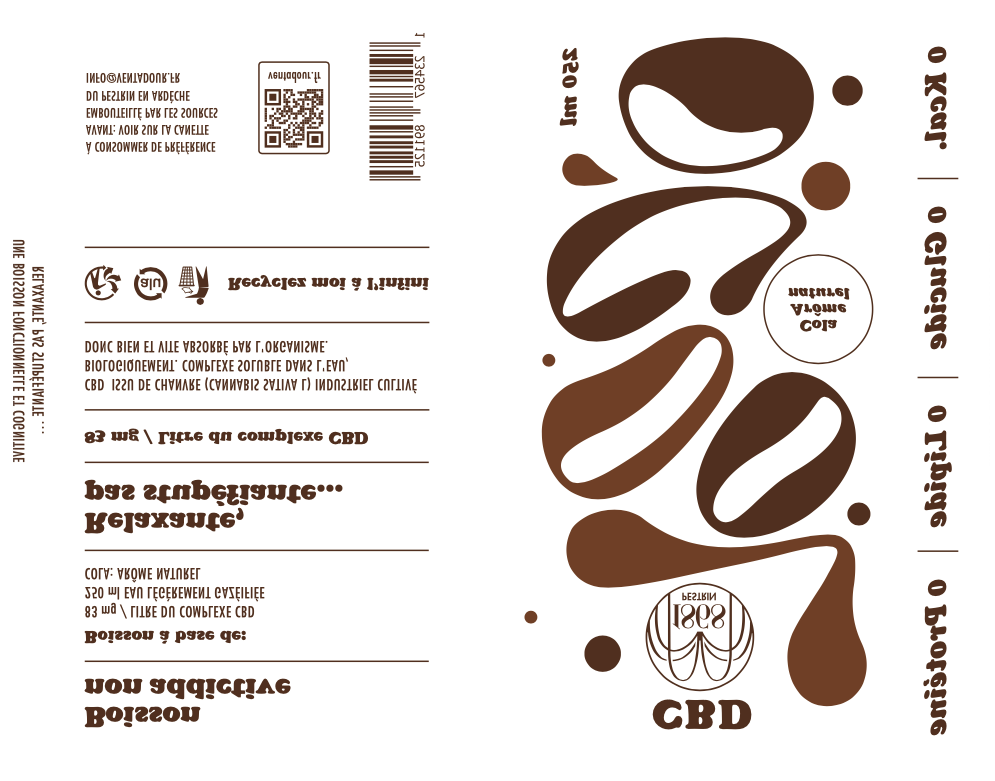 Boisson
non addictive
Boisson à base de:
83 mg / LITRE DU COMPLEXE CBD
250 ml EAU LÉGÈREMENT GAZÉIFIÉE
COLA: ARÔME NATUREL
Relaxante,
pas stupéfiante...
83 mg / Litre du complexe CBD
CBD ISSU DE CHANVRE (CANNABIS SATIVA L) INDUSTRIEL CULTIVÉ
BIOLOGIQUEMENT. COMPLEXE SOLUBLE DANS L'EAU,
DONC BIEN ET VITE ABSORBÉ PAR L'ORGANISME.
alu
Recyclez moi à l'infini
À CONSOMMER DE PRÉFÉRENCE
AVANT: VOIR SUR LA CANETTE
EMBOUTEILLÉ PAR LES SOURCES
DU PESTRIN EN ARDÈCHE
INFO@VENTADOUR.FR
ventadour.fr
1 234567 891125
UNE BOISSON FONCTIONNELLE ET COGNITIVE
RELAXANTE, PAS STUPÉFIANTE ...
CBD
1868
PESTRIN
Cola
Arôme
naturel
250 ml
0 Kcal.
0 Glucide
0 Lipide
0 Protéine